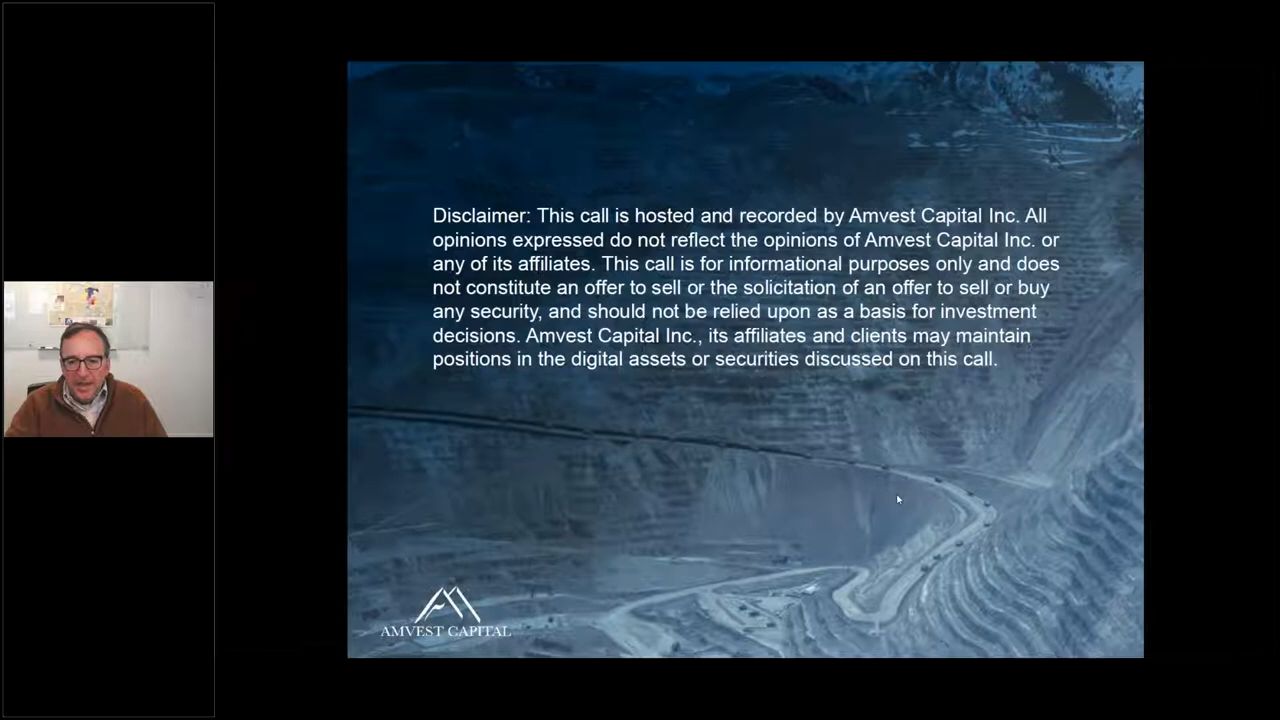 Disclaimer: This call is hosted and recorded by Amvest Capital Inc. All
opinions expressed do not reflect the opinions of Amvest Capital Inc. or
any of its affiliates. This call is for informational purposes only and does
not constitute an offer to sell or the solicitation of an offer to sell or buy
any security, and should not be relied upon as a basis for investment
decisions. Amvest Capital Inc., its affiliates and clients may maintain
positions in the digital assets or securities discussed on this call.
AMVEST CAPITAL